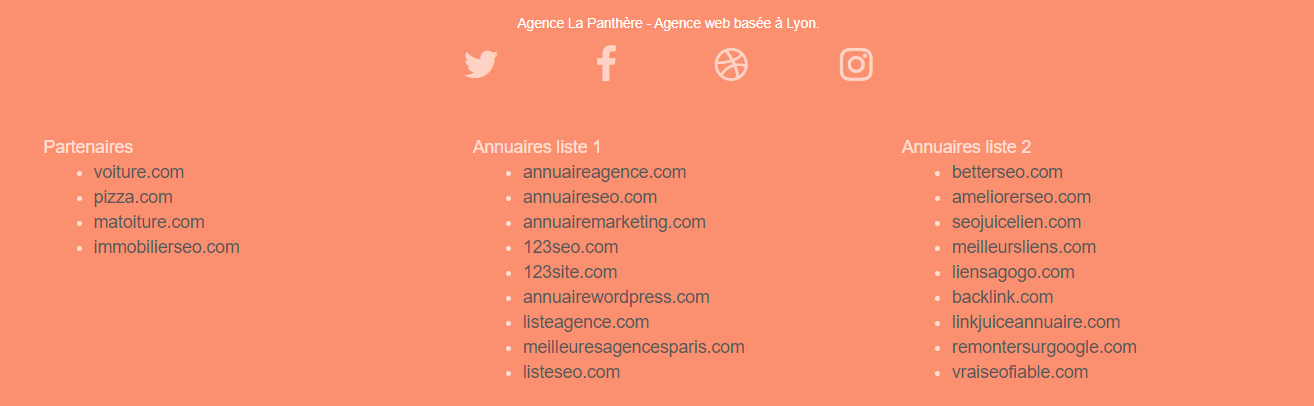 Agence La Panthère - Agence web basée à Lyon.
Partenaires
voiture.com
pizza.com
matoiture.com
immobilierseo.com
Annuaires liste 1
annuaireagence.com
annuaireseo.com
annuairemarketing.com
123seo.com
123site.com
annuairewordpress.com
listeagence.com
meilleuresagencesparis.com
listeseo.com
Annuaires liste 2
betterseo.com
ameliorerseo.com
seojuicelien.com
meilleursliens.com
liensagogo.com
backlink.com
linkjuiceannuaire.com
remontersurgoogle.com
vraiseofiable.com